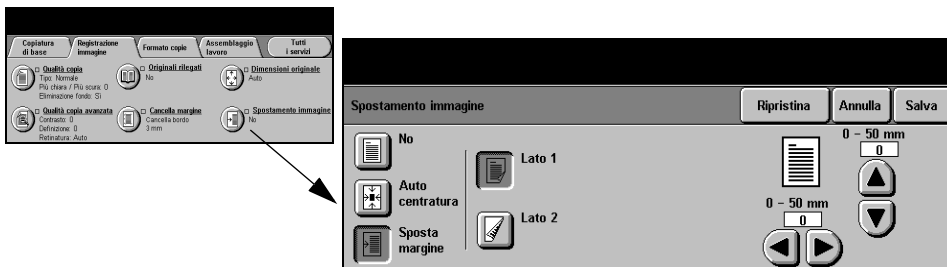 Copiatura di base
Registrazione immagine
Formato copie
Assemblaggio lavoro
Tutti i servizi
Qualità copia
Tipo: Normale
Più chiara / Più scura: 0
Eliminazione fondo: Sì
Originali rilegati
No
Dimensioni originale
Auto
Qualità copia avanzata
Contrasto: 0
Definizione: 0
Retinatura: Auto
Cancella margine
Cancella bordo
3 mm
Spostamento immagine
No
Spostamento immagine
Ripristina
Annulla
Salva
No
Auto
centratura
Sposta
margine
Lato 1
Lato 2
0 - 50 mm
0
0 - 50 mm
0